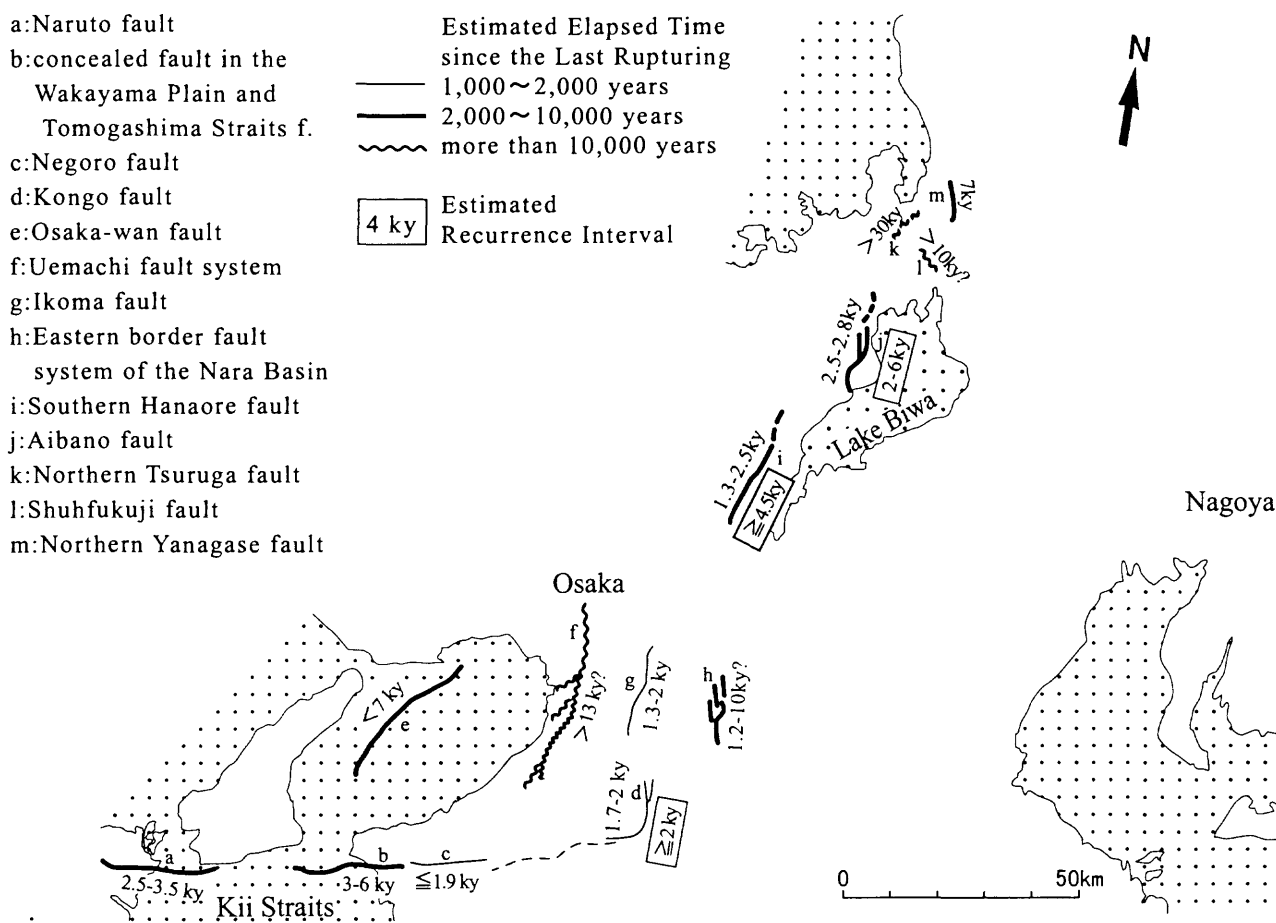 a:Naruto fault
b:concealed fault in the
Wakayama Plain and
Tomogashima Straits f.
c:Negoro fault
d:Kongo fault
e:Osaka-wan fault
f:Uemachi fault system
g:Ikoma fault
h:Eastern border fault
system of the Nara Basin
i:Southern Hanaore fault
j:Aibano fault
k:Northern Tsuruga fault
l:Shuhfukuji fault
m:Northern Yanagase fault
Estimated Elapsed Time
since the Last Rupturing
1,000～2,000 years
2,000～10,000 years
more than 10,000 years
4 ky
Estimated
Recurrence Interval
N
m
7ky
>30ky
k
>10ky?
l
2.5-2.8ky
j
2-6ky
Lake Biwa
1.3-2.5ky
i
≧4.5ky
Nagoya
Osaka
f
>13 ky?
g
1.3-2 ky
h
1.2-10ky?
<7 ky
e
1.7-2 ky
d
≧2ky
a
2.5-3.5 ky
b
3-6 ky
c
≦1.9 ky
Kii Straits
0
50km